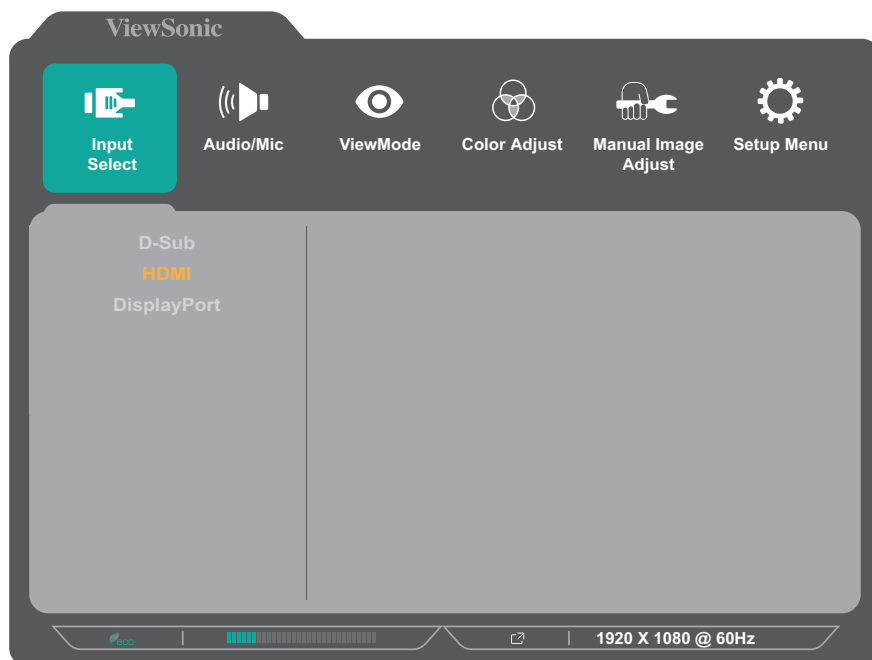 ViewSonic
Input
Select
Audio/Mic
ViewMode
Color Adjust
Manual Image
Adjust
Setup Menu
D-Sub
HDMI
DisplayPort
eco
1920 X 1080 @ 60Hz